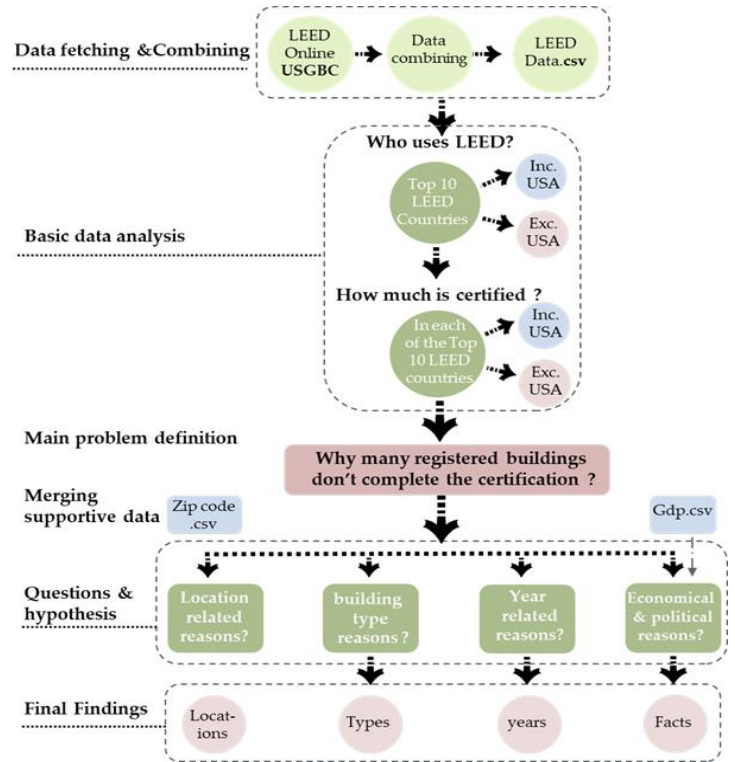 Data fetching &Combining
LEED
Online
USGBC
Data
combining
LEED
Data.csv
Basic data analysis
Who uses LEED?
Top 10
LEED
Countries
Inc.
USA
Exc.
USA
How much is certified ?
In each
of the Top
10 LEED
countries
Inc.
USA
Exc.
USA
Main problem definition
Why many registered buildings
don't complete the certification ?
Merging
supportive data
Zip code
.csv
Gdp.csv
Questions &
hypothesis
Location
related
reasons?
building
type
reasons ?
Year
related
reasons?
Economical
& political
reasons?
Final Findings
Locat-
ions
Types
years
Facts